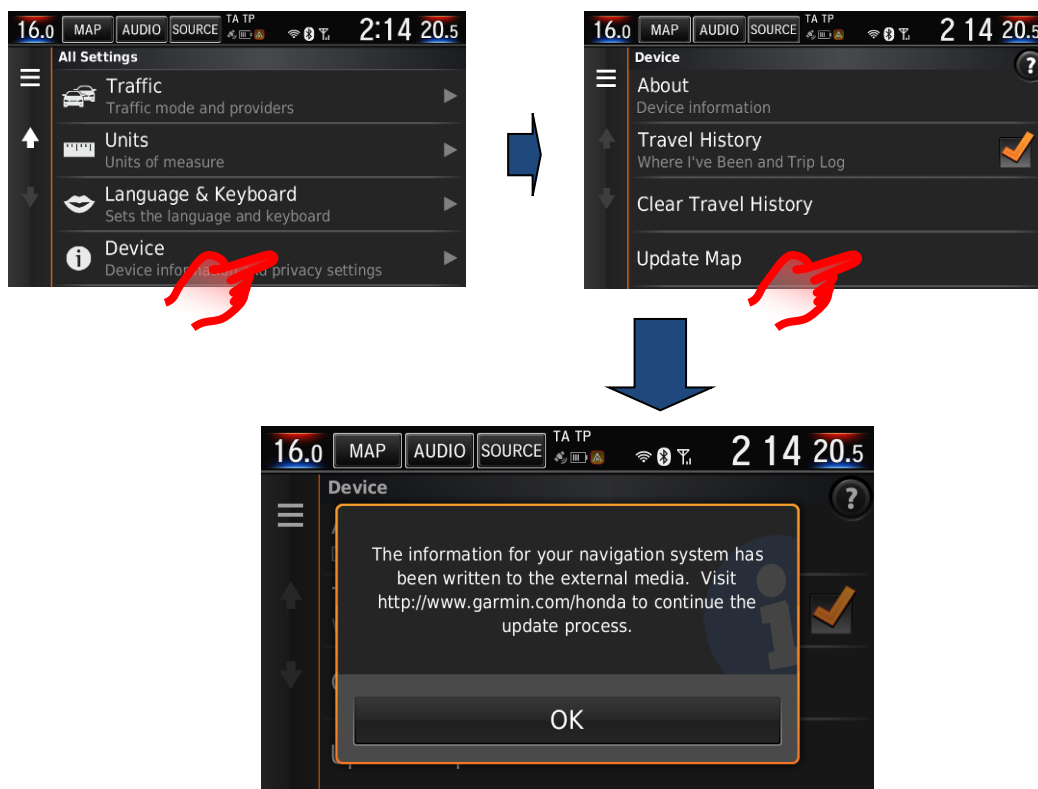 16.0 MAP AUDIO SOURCE TA TP 2:14 20.5
All Settings
Traffic
Traffic mode and providers
Units
Units of measure
Language & Keyboard
Sets the language and keyboard
Device
Device information and privacy settings
16.0 MAP AUDIO SOURCE TA TP 2 14 20.5
Device
?
About
Device information
Travel History
Where I've Been and Trip Log
Clear Travel History
Update Map
16.0 MAP AUDIO SOURCE TA TP 2 14 20.5
Device
?
The information for your navigation system has
been written to the external media.  Visit
http://www.garmin.com/honda to continue the
update process.
OK